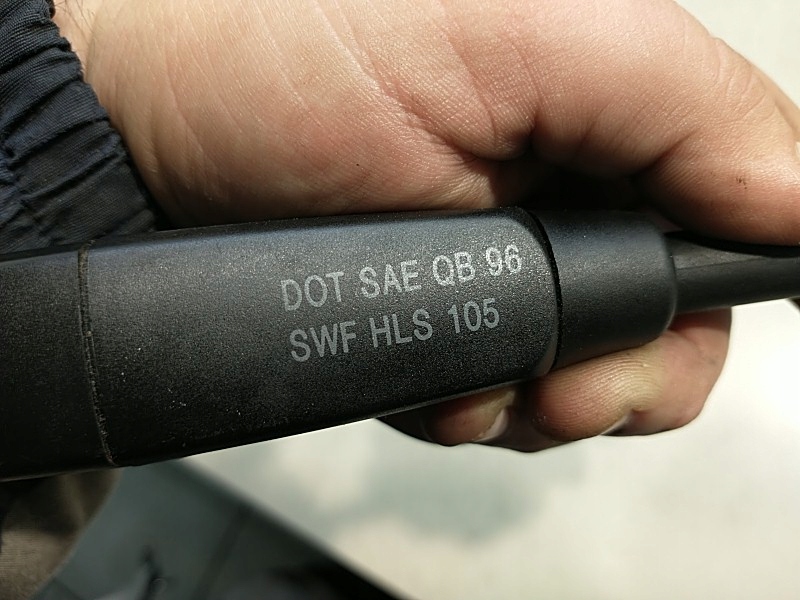 DOT SAE QB 96
SWF HLS 105